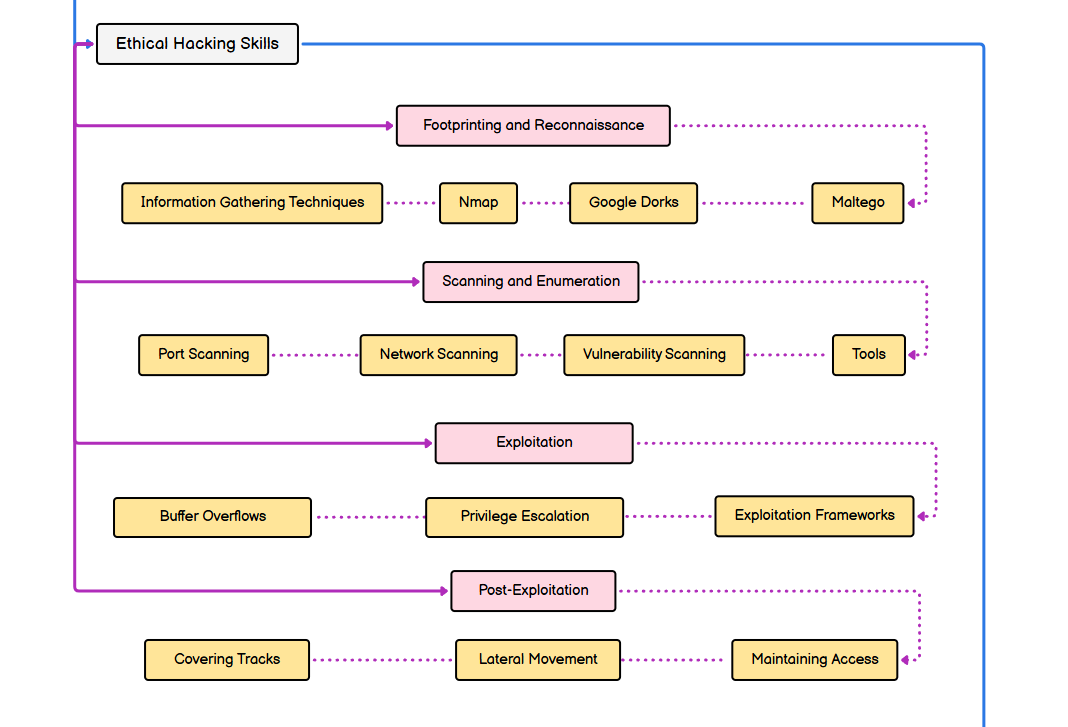 Ethical Hacking Skills
Footprinting and Reconnaissance
Information Gathering Techniques
Nmap
Google Dorks
Maltego
Scanning and Enumeration
Port Scanning
Network Scanning
Vulnerability Scanning
Tools
Exploitation
Buffer Overflows
Privilege Escalation
Exploitation Frameworks
Post-Exploitation
Covering Tracks
Lateral Movement
Maintaining Access